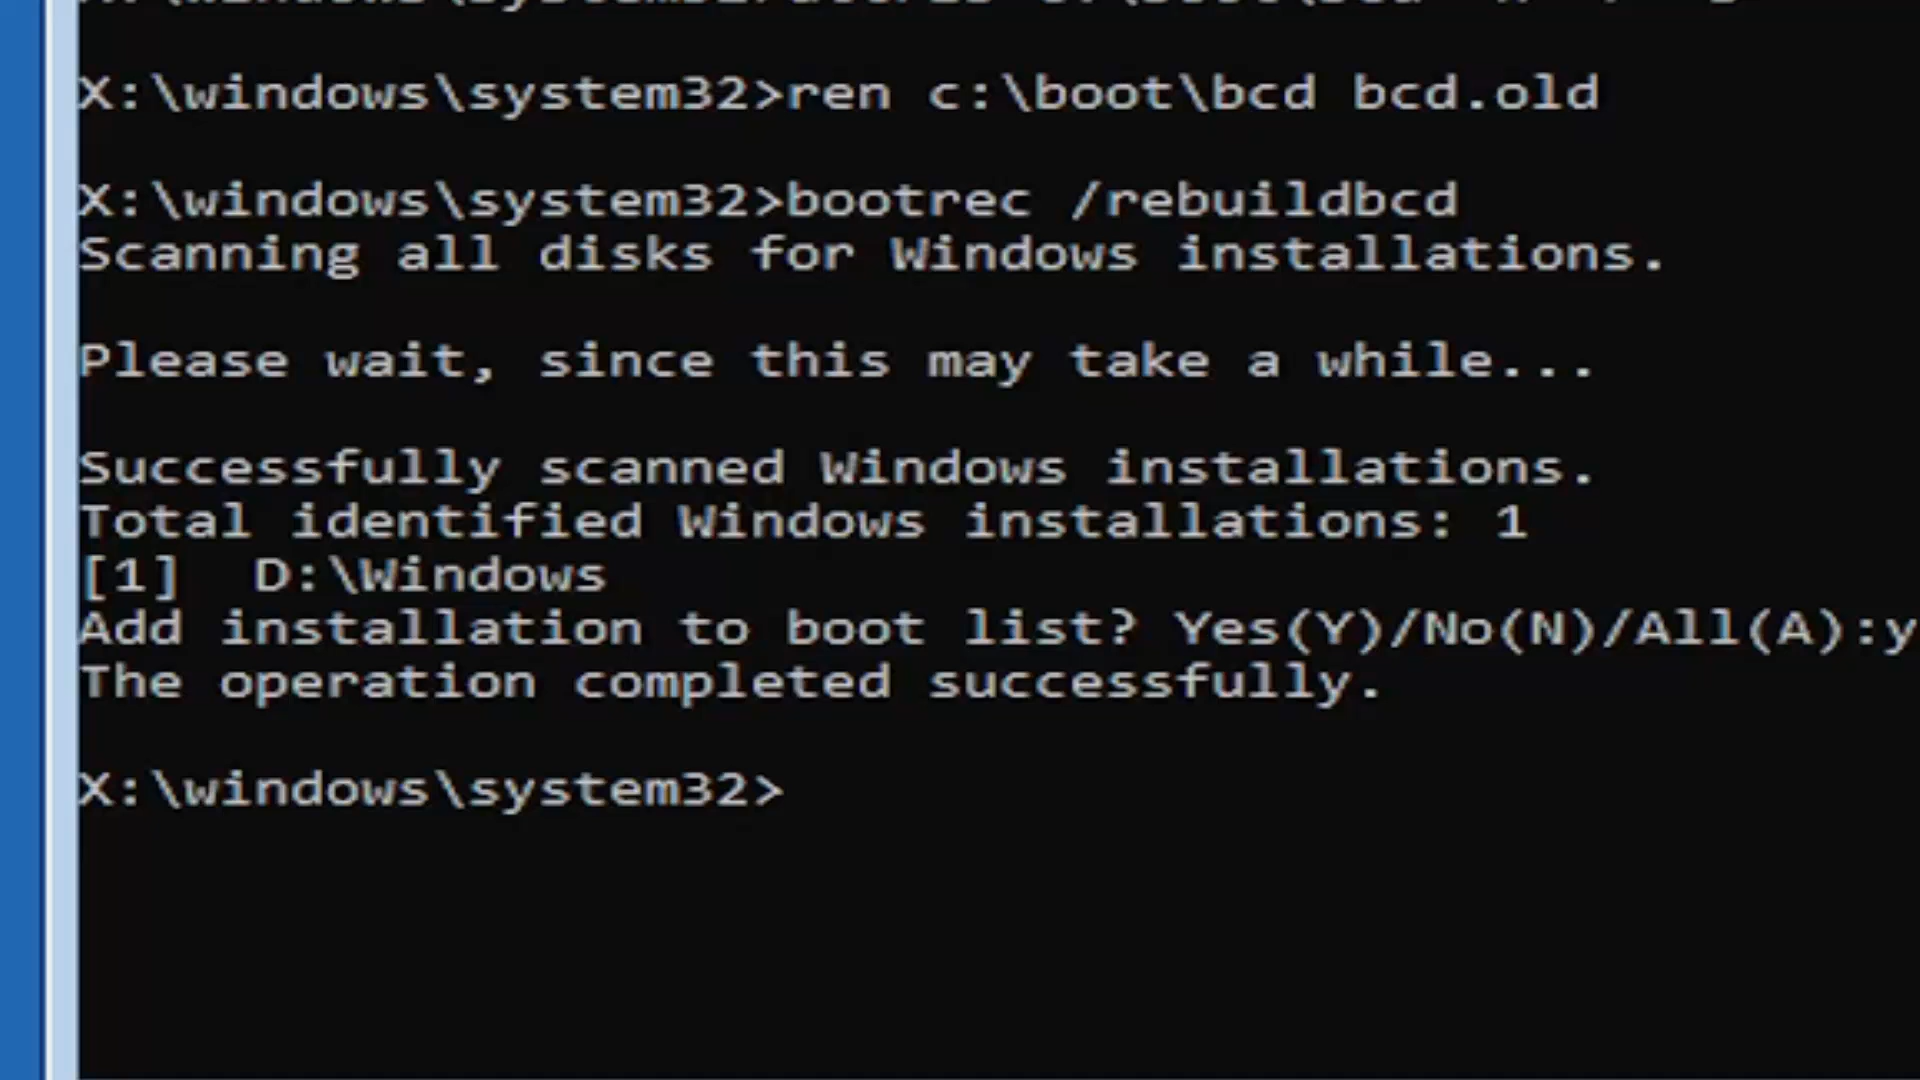 X:\windows\system32>ren c:\boot\bcd bcd.old
X:\windows\system32>bootrec /rebuildbcd
Scanning all disks for Windows installations.
Please wait, since this may take a while...
Successfully scanned Windows installations.
Total identified Windows installations: 1
[1]  D:\Windows
Add installation to boot list? Yes(Y)/No(N)/All(A):y
The operation completed successfully.
X:\windows\system32>